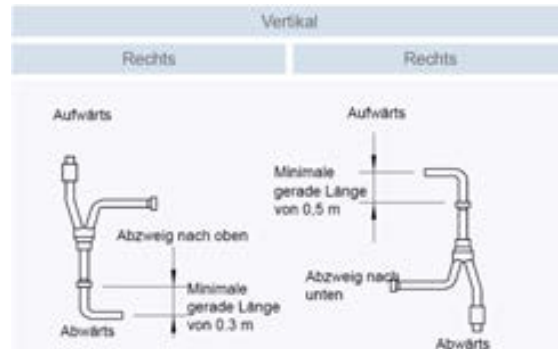 Vertikal
Rechts
Rechts
Aufwärts
Abzweig nach oben
Minimale
gerade Länge
von 0.3 m
Abwärts
Aufwärts
Minimale
gerade Länge
von 0,5 m
Abzweig nach
unten
Abwärts